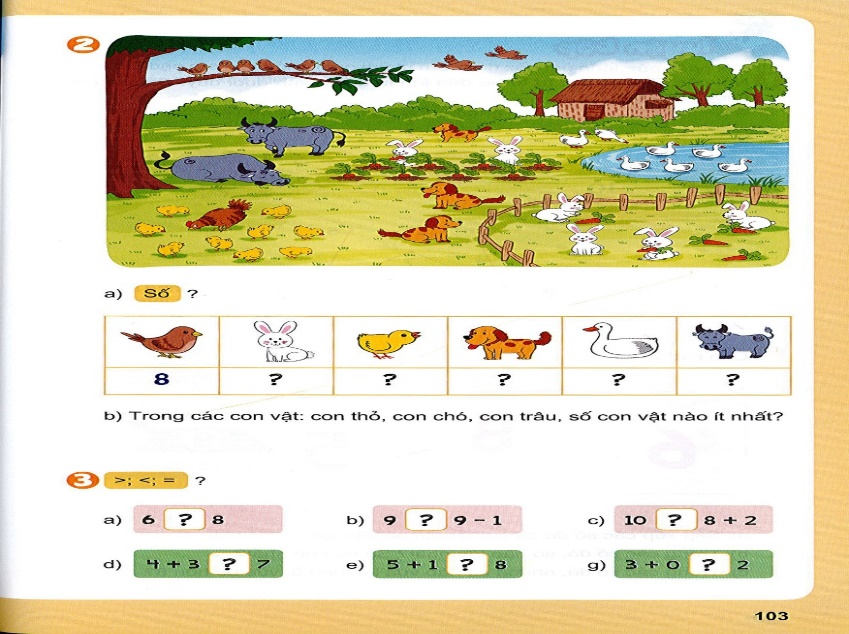 2
a) Số ?
8 ? ? ? ? ?
b) Trong các con vật: con thỏ, con chó, con trâu, số con vật nào ít nhất?
3 >; <; = ?
a) 6 ? 8 b) 9 ? 9 - 1 c) 10 ? 8 + 2
d) 4 + 3 ? 7 e) 5 + 1 ? 8 g) 3 + 0 ? 2
103